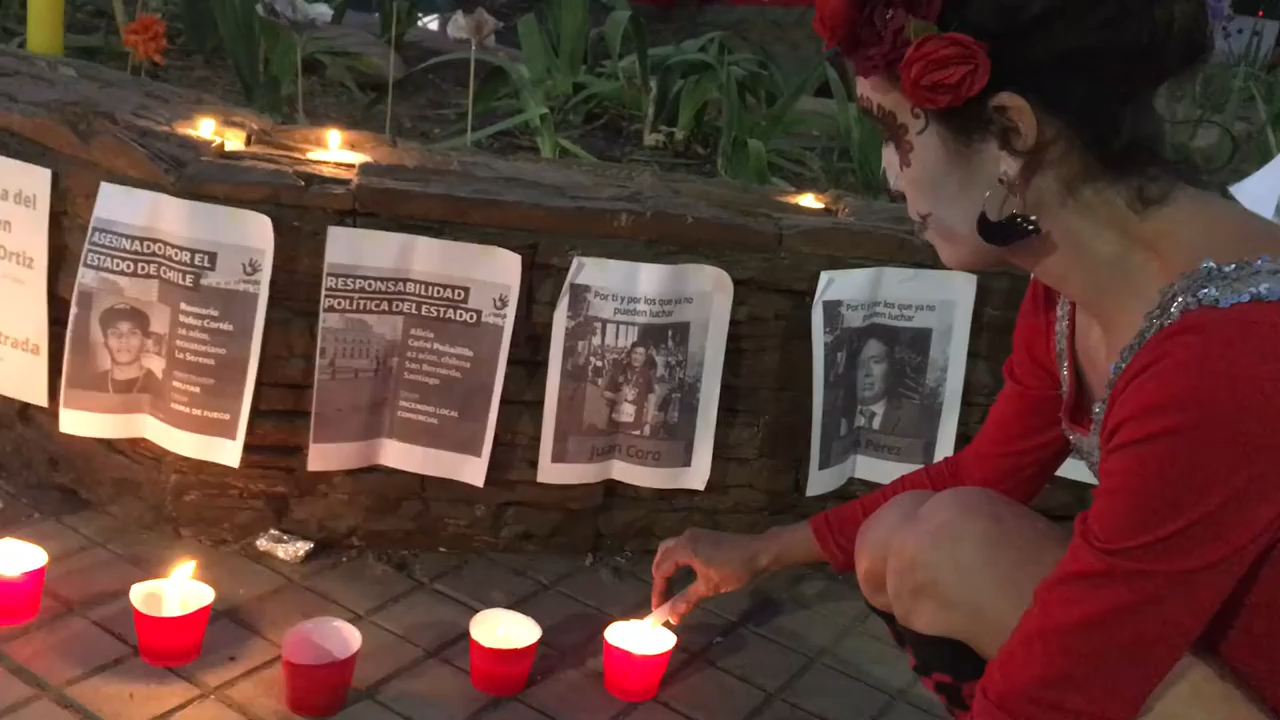 a del
en
Ortiz
trada
ASESINADO POR EL
ESTADO DE CHILE
Romario
Veloz Cortés
26 años,
ecuatoriano
La Serena
MILITAR
ARMA DE FUEGO
RESPONSABILIDAD
POLÍTICA DEL ESTADO
Alicia
Cofré Peñailillo
42 años, chilena
San Bernardo,
Santiago
INCENDIO LOCAL
COMERCIAL
Por ti y por los que ya no
pueden luchar
Juan Coro
Por ti y por los que ya no
pueden luchar
Perez